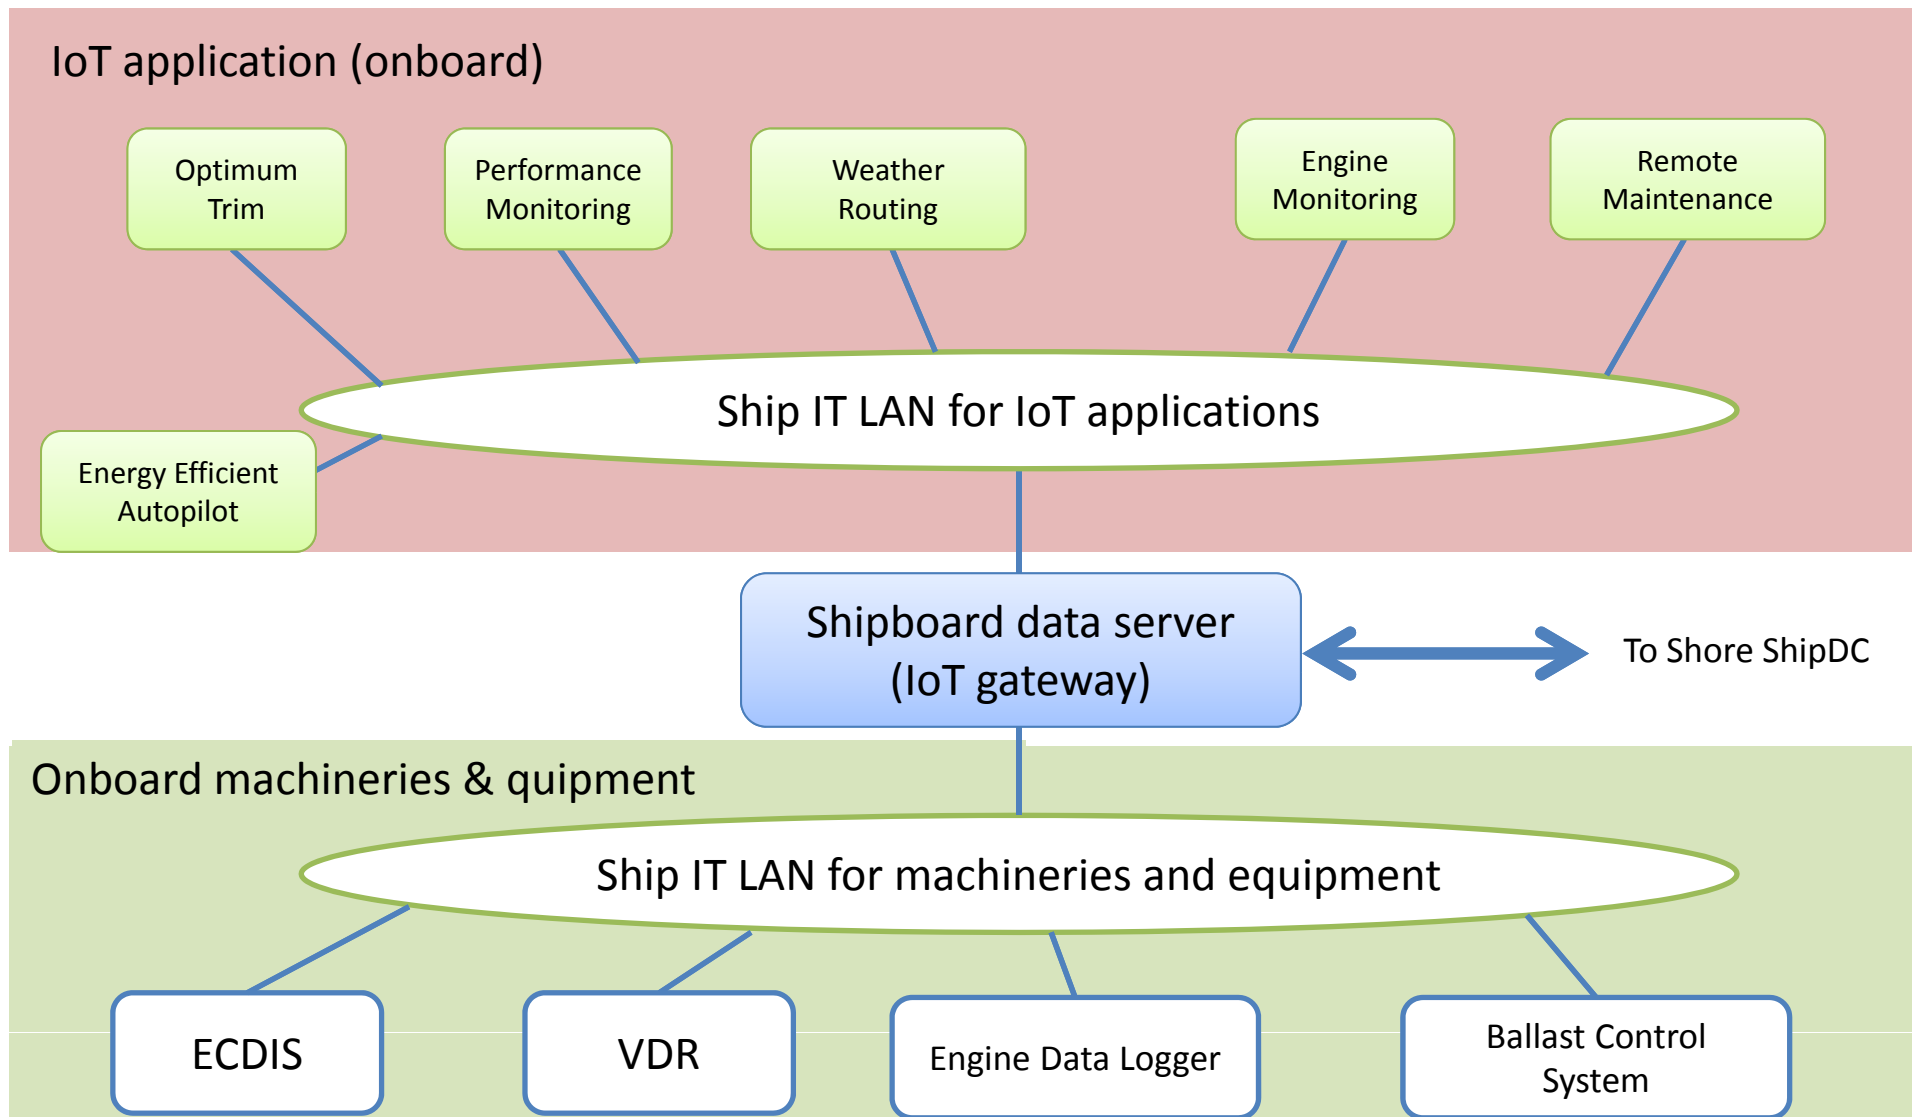 IoT application (onboard)
Optimum
Trim
Performance
Monitoring
Weather
Routing
Engine
Monitoring
Remote
Maintenance
Ship IT LAN for IoT applications
Energy Efficient
Autopilot
Shipboard data server
(IoT gateway)
To Shore ShipDC
Onboard machineries & quipment
Ship IT LAN for machineries and equipment
ECDIS
VDR
Engine Data Logger
Ballast Control
System